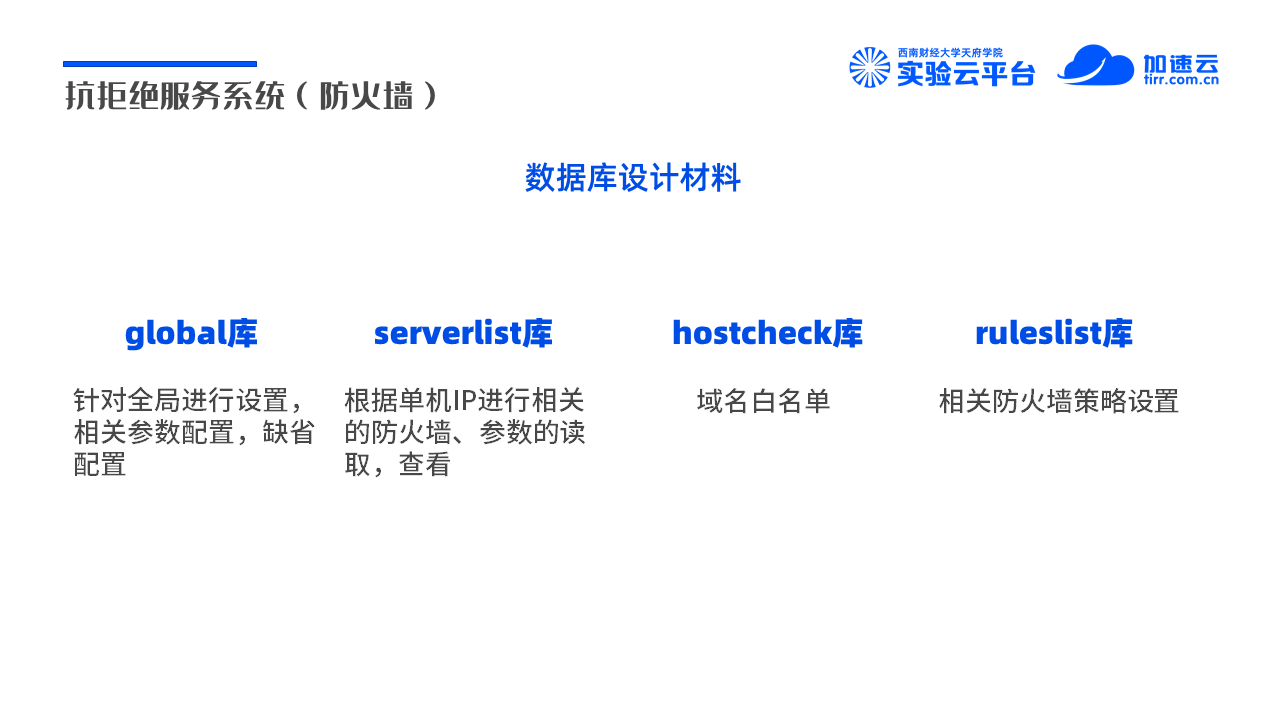 西南财经大学天府学院
实验云平台
加速云
tirr.com.cn
抗拒绝服务系统（防火墙）
数据库设计材料
global库
针对全局进行设置，
相关参数配置，缺省
配置
serverlist库
根据单机IP进行相关
的防火墙、参数的读
取，查看
hostcheck库
域名白名单
ruleslist库
相关防火墙策略设置